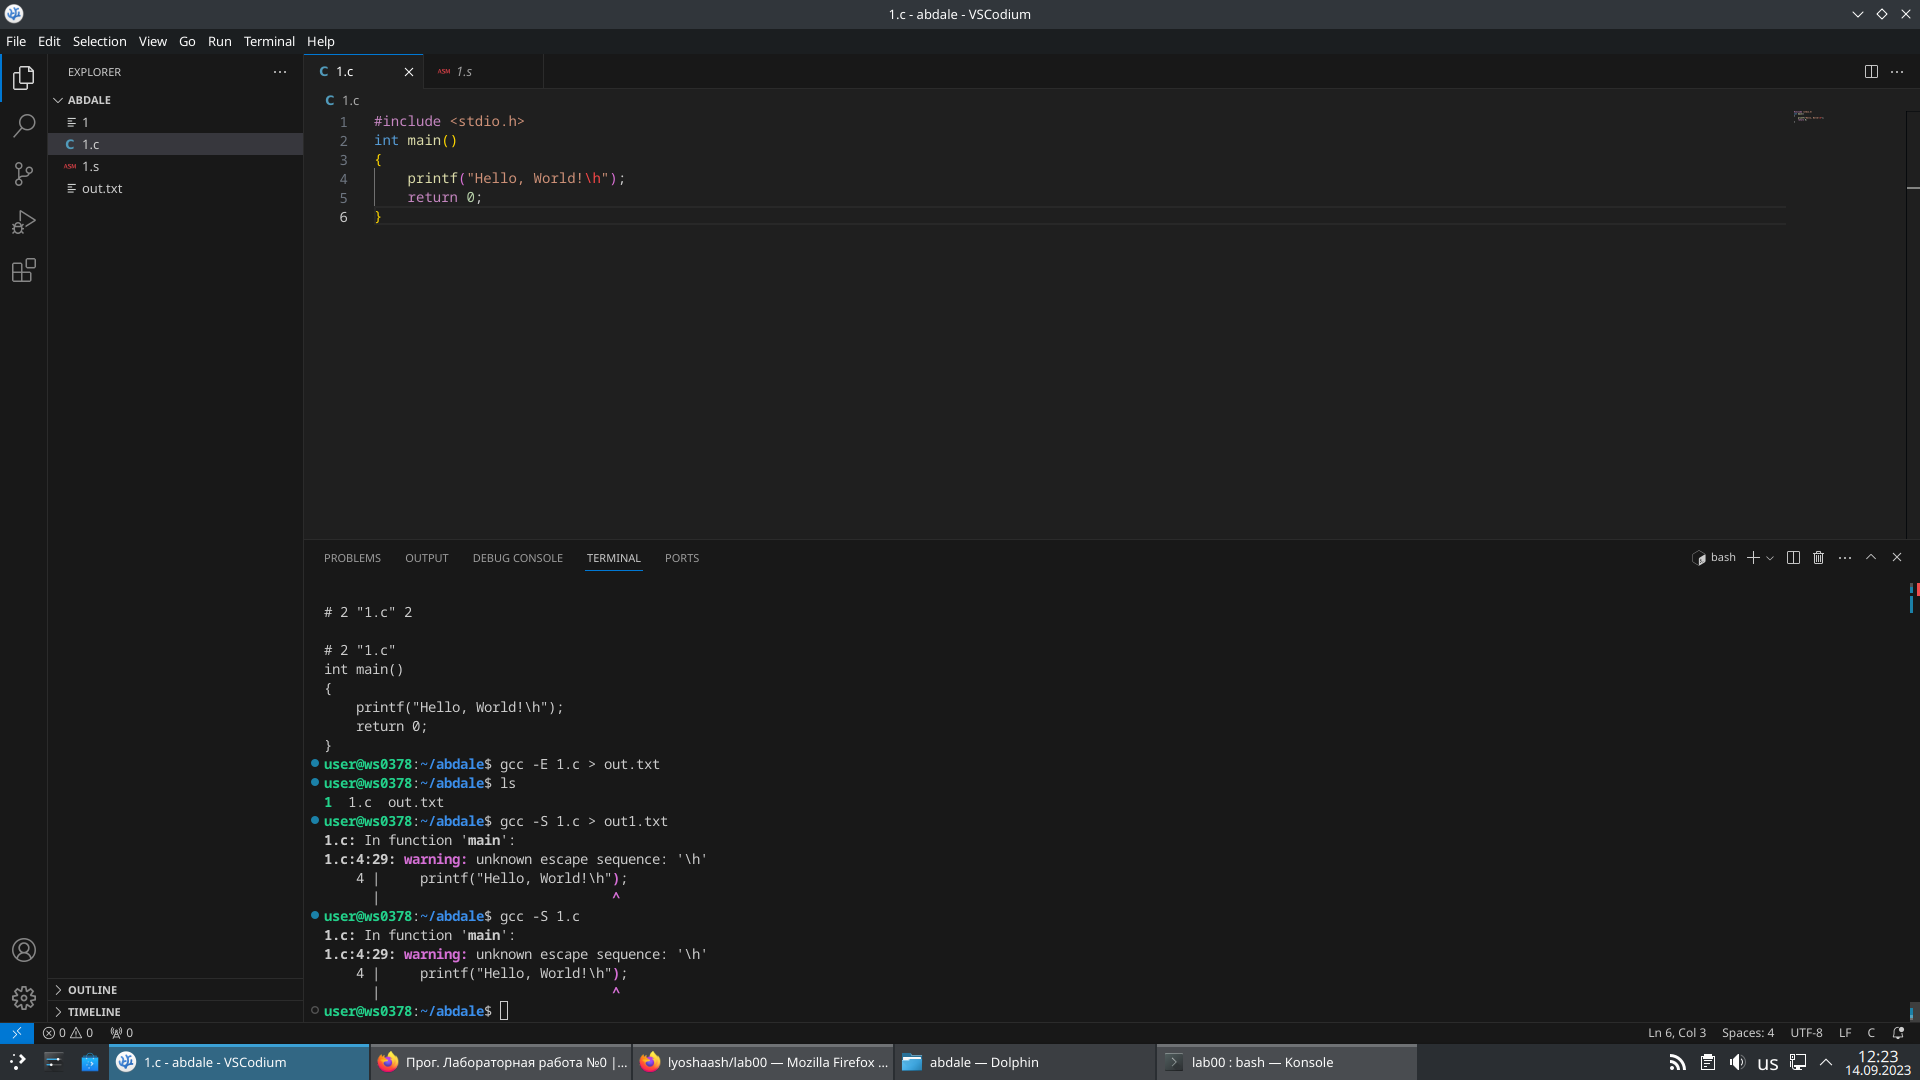 1.c - abdale - VSCodium
File Edit Selection View Go Run Terminal Help
EXPLORER
ABDALE
1
C 1.c
ASM 1.s
out.txt
OUTLINE
TIMELINE
C 1.c
ASM 1.s
C 1.c
1 #include <stdio.h>
2 int main()
3 {
4 printf("Hello, World!\h");
5 return 0;
6 }
PROBLEMS OUTPUT DEBUG CONSOLE TERMINAL PORTS
bash
# 2 "1.c" 2
# 2 "1.c"
int main()
{
printf("Hello, World!\h");
return 0;
}
user@ws0378:~/abdale$ gcc -E 1.c > out.txt
user@ws0378:~/abdale$ ls
1 1.c out.txt
user@ws0378:~/abdale$ gcc -S 1.c > out1.txt
1.c: In function 'main':
1.c:4:29: warning: unknown escape sequence: '\h'
4 | printf("Hello, World!\h");
| ^
user@ws0378:~/abdale$ gcc -S 1.c
1.c: In function 'main':
1.c:4:29: warning: unknown escape sequence: '\h'
4 | printf("Hello, World!\h");
| ^
user@ws0378:~/abdale$
0 0 0
Ln 6, Col 3 Spaces: 4 UTF-8 LF C
1.c - abdale - VSCodium
Прог. Лабораторная работа №0 |...
lyoshaash/lab00 — Mozilla Firefox ...
abdale — Dolphin
lab00 : bash — Konsole
us
12:23
14.09.2023